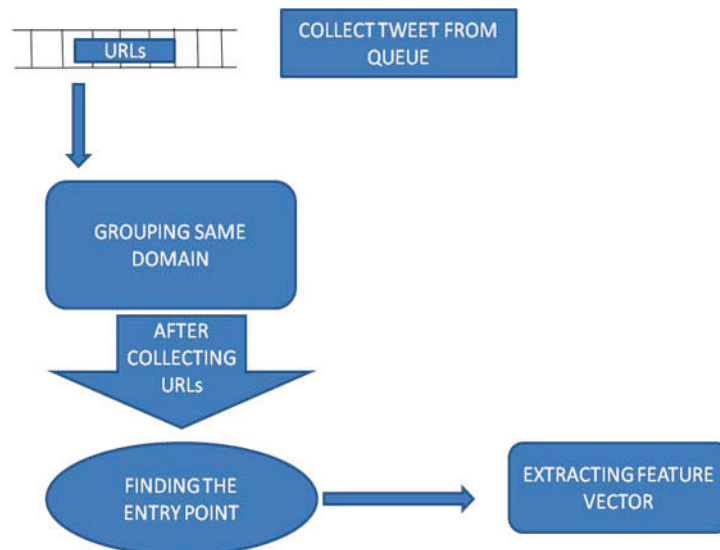 URLs
COLLECT TWEET FROM
QUEUE
GROUPING SAME
DOMAIN
AFTER
COLLECTING
URLs
FINDING THE
ENTRY POINT
EXTRACTING FEATURE
VECTOR